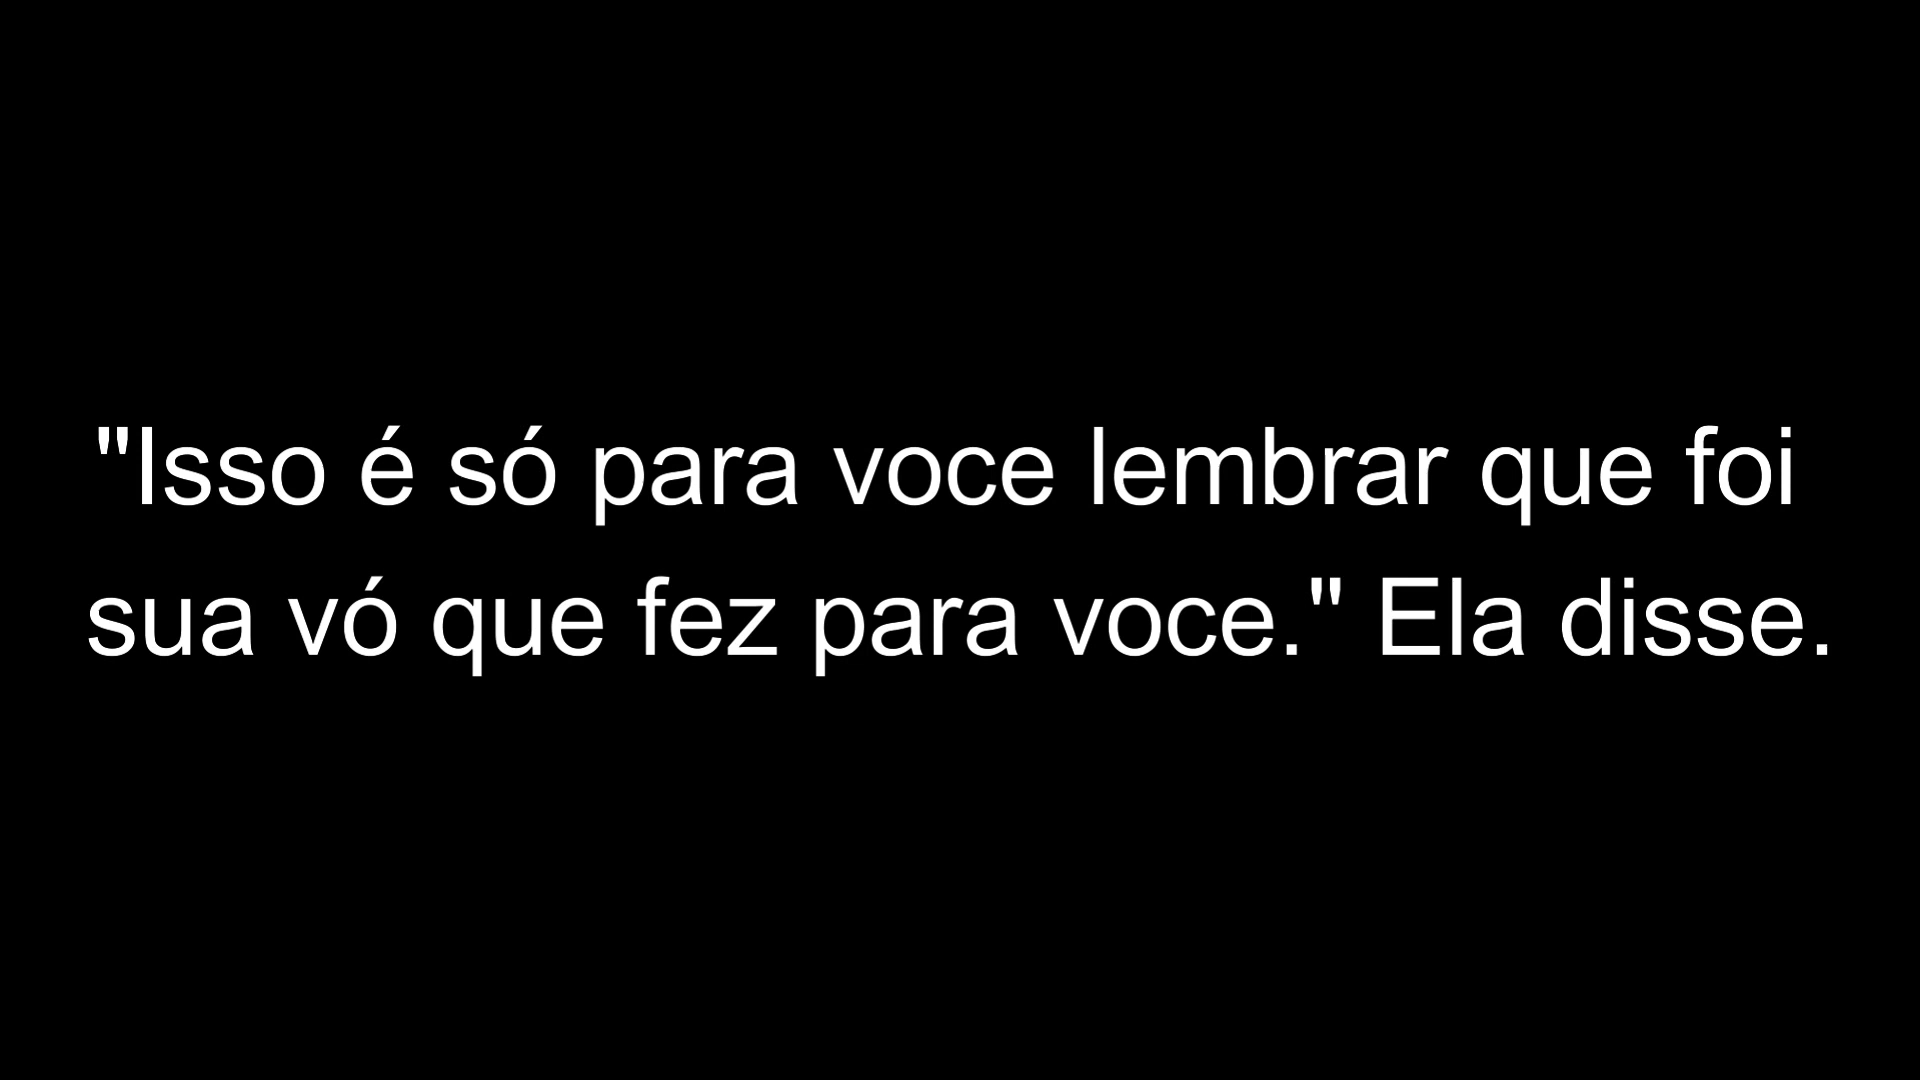 "Isso é só para voce lembrar que foi
sua vó que fez para voce." Ela disse.